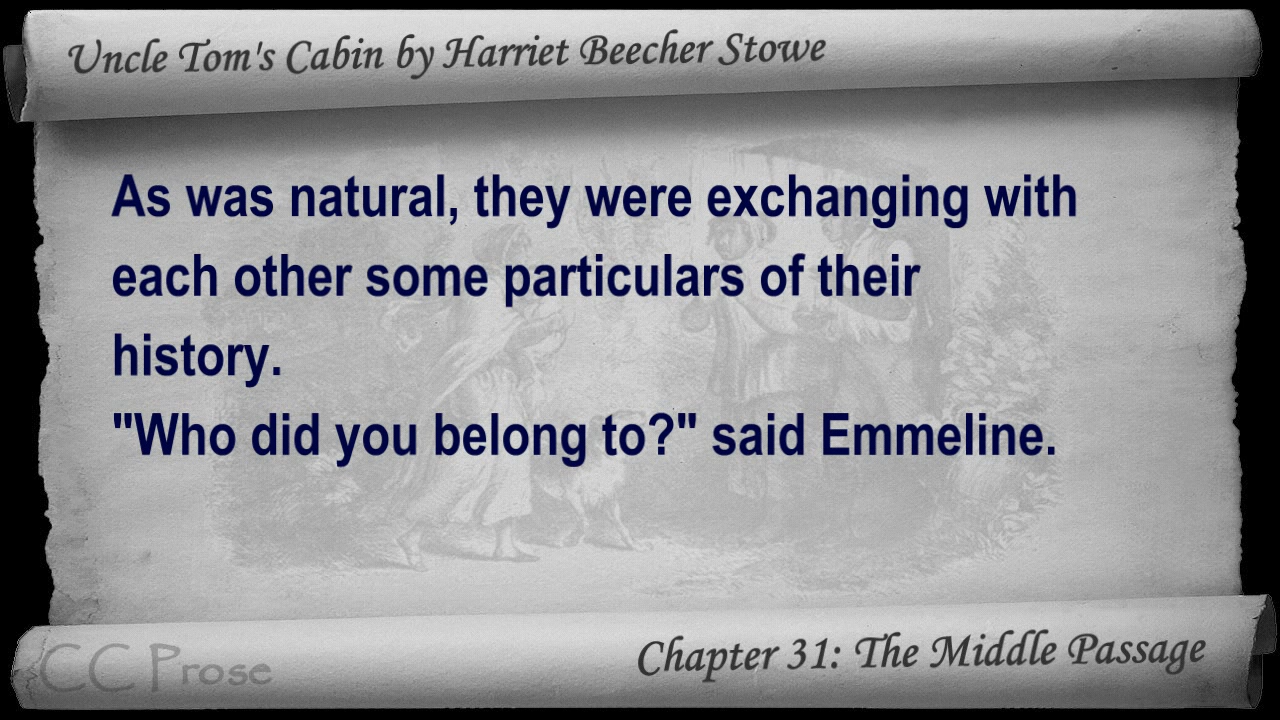 Uncle Tom's Cabin by Harriet Beecher Stowe
As was natural, they were exchanging with
each other some particulars of their
history.
"Who did you belong to?" said Emmeline.
CC Prose
Chapter 31: The Middle Passage